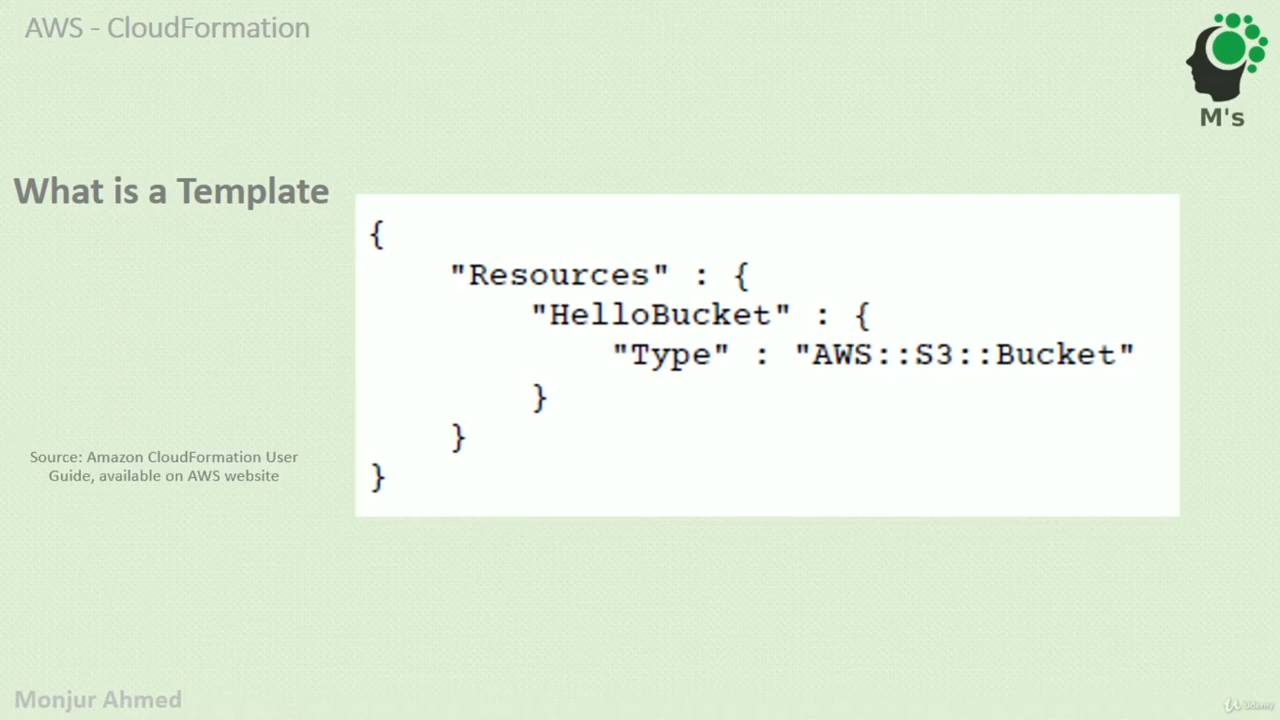 AWS - CloudFormation
M's
What is a Template
{
"Resources" : {
"HelloBucket" : {
"Type" : "AWS::S3::Bucket"
}
}
}
Source: Amazon CloudFormation User
Guide, available on AWS website
Monjur Ahmed
Udemy